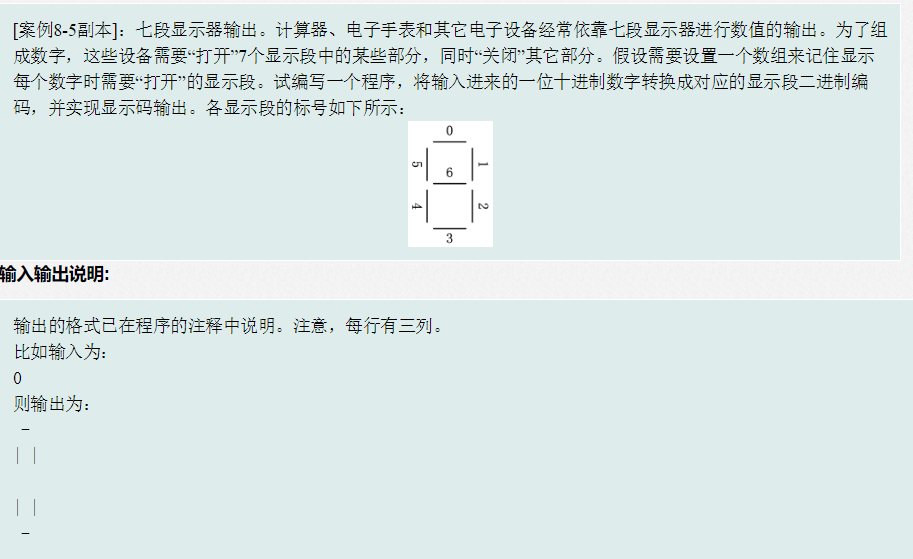 [案例8-5副本]：七段显示器输出。计算器、电子手表和其它电子设备经常依靠七段显示器进行数值的输出。为了组
成数字，这些设备需要“打开”7个显示段中的某些部分，同时“关闭”其它部分。假设需要设置一个数组来记住显示
每个数字时需要“打开”的显示段。试编写一个程序，将输入进来的一位十进制数字转换成对应的显示段二进制编
码，并实现显示码输出。各显示段的标号如下所示：
0
5 1
6
4 2
3
输入输出说明:
输出的格式已在程序的注释中说明。注意，每行有三列。
比如输入为：
0
则输出为：
 -
| |

| |
 -